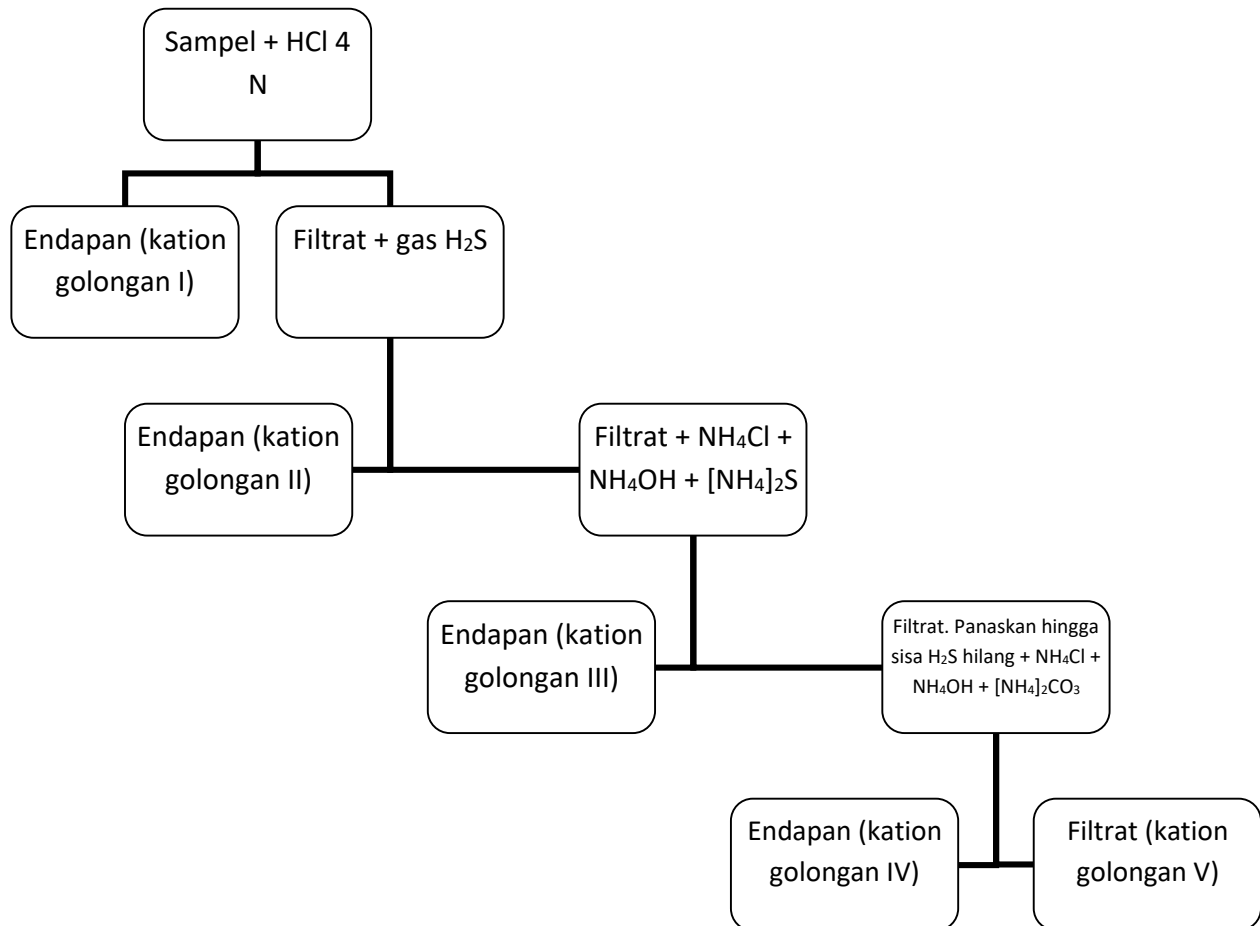 Sampel + HCl 4
N
Endapan (kation
golongan I)
Filtrat + gas H₂S
Endapan (kation
golongan II)
Filtrat + NH₄Cl +
NH₄OH + [NH₄]₂S
Endapan (kation
golongan III)
Filtrat. Panaskan hingga
sisa H₂S hilang + NH₄Cl +
NH₄OH + [NH₄]₂CO₃
Endapan (kation
golongan IV)
Filtrat (kation
golongan V)